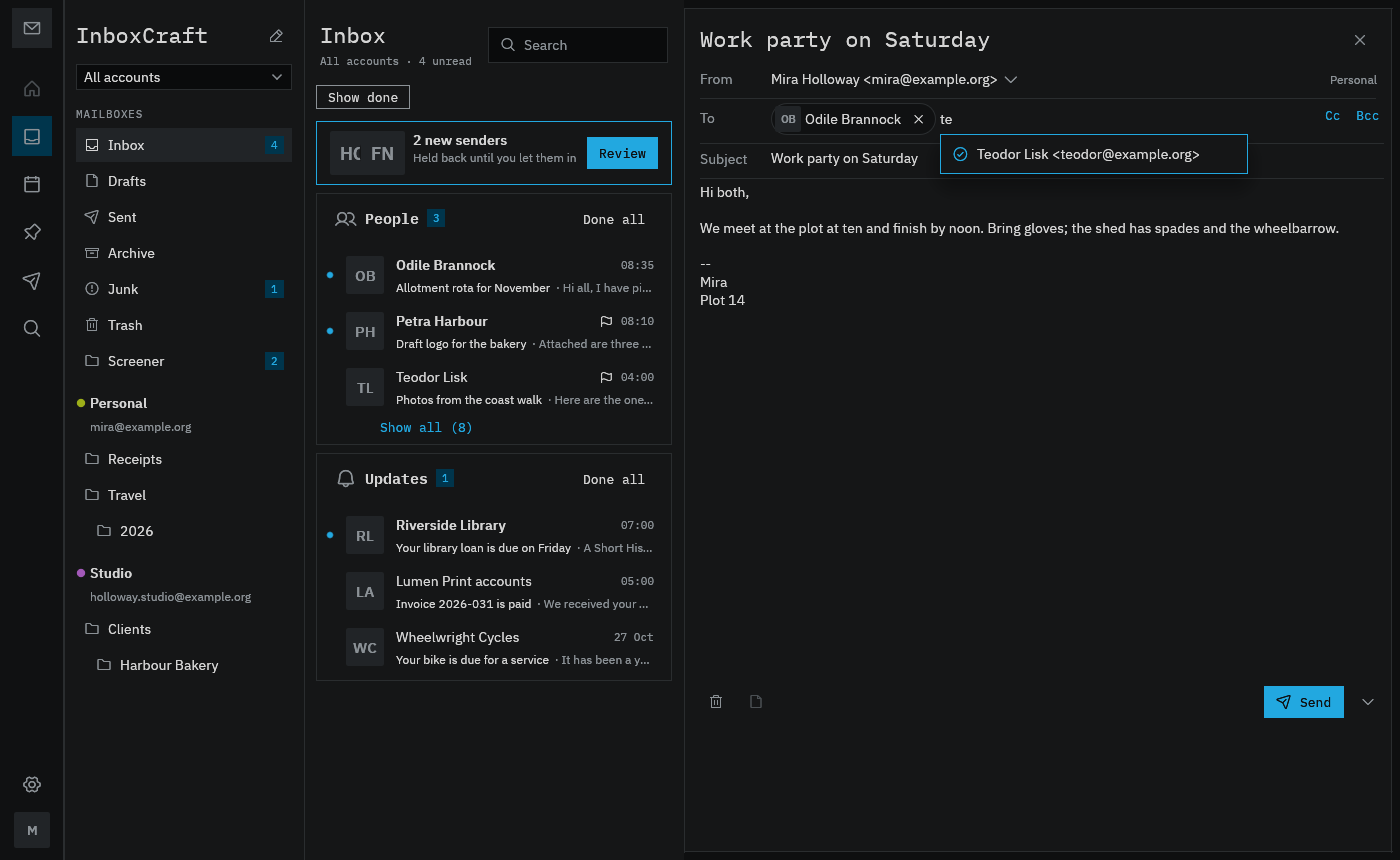 InboxCraft
All accounts
MAILBOXES
Inbox 4
Drafts
Sent
Archive
Junk 1
Trash
Screener 2
Personal
mira@example.org
Receipts
Travel
2026
Studio
holloway.studio@example.org
Clients
Harbour Bakery
M
Inbox
All accounts · 4 unread
Search
Show done
HC FN
2 new senders
Held back until you let them in
Review
People 3 Done all
OB Odile Brannock 08:35
Allotment rota for November · Hi all, I have pi...
PH Petra Harbour 08:10
Draft logo for the bakery · Attached are three ...
TL Teodor Lisk 04:00
Photos from the coast walk · Here are the one...
Show all (8)
Updates 1 Done all
RL Riverside Library 07:00
Your library loan is due on Friday · A Short His...
LA Lumen Print accounts 05:00
Invoice 2026-031 is paid · We received your ...
WC Wheelwright Cycles 27 Oct
Your bike is due for a service · It has been a y...
Work party on Saturday
From Mira Holloway <mira@example.org> Personal
To OB Odile Brannock te Cc Bcc
Teodor Lisk <teodor@example.org>
Subject Work party on Saturday
Hi both,
We meet at the plot at ten and finish by noon. Bring gloves; the shed has spades and the wheelbarrow.
--
Mira
Plot 14
Send